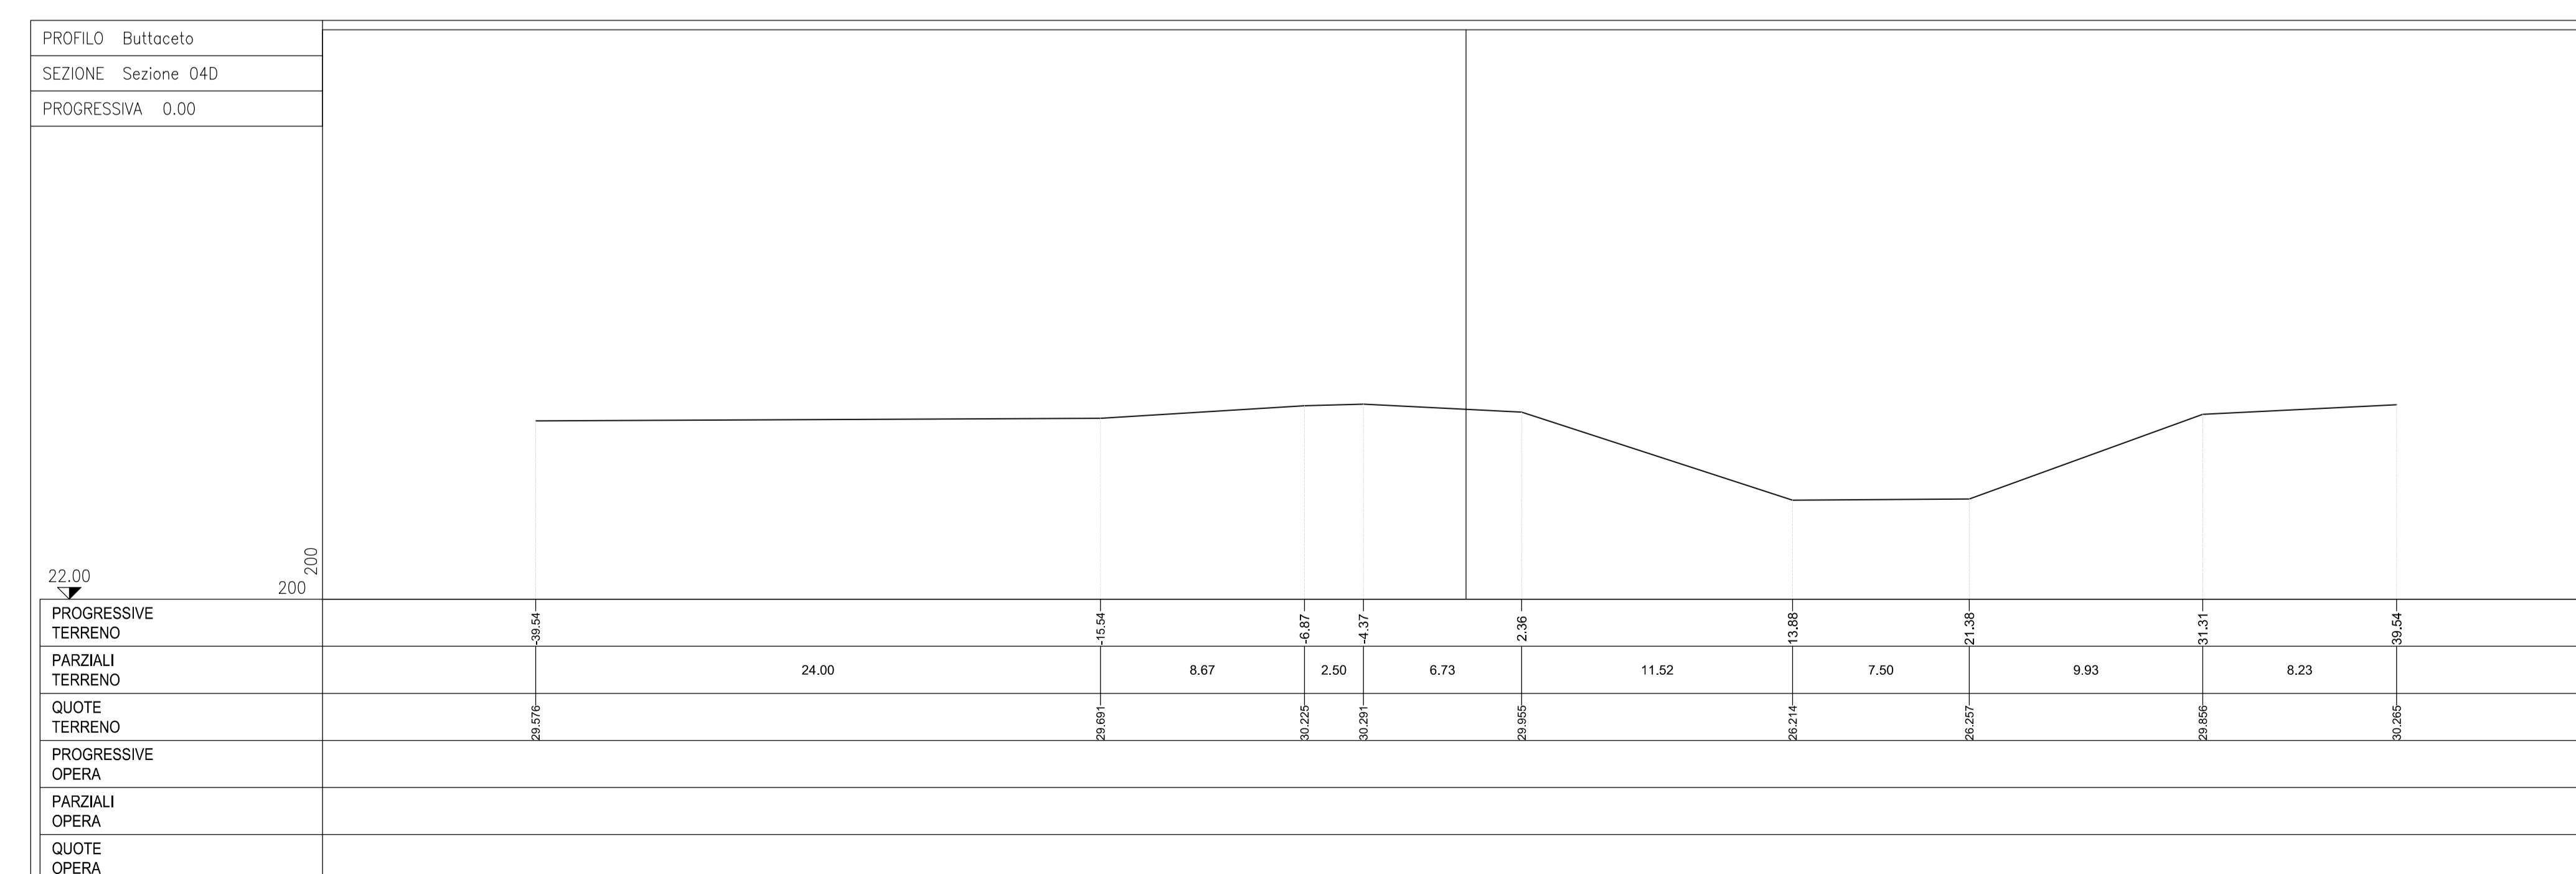 PROFILO Buttaceto
SEZIONE Sezione 04D
PROGRESSIVA 0.00
200
22.00
200
PROGRESSIVE
TERRENO
-39.54 -15.54 -6.87 -4.37 2.36 13.88 21.38 31.31 39.54
PARZIALI
TERRENO
24.00 8.67 2.50 6.73 11.52 7.50 9.93 8.23
QUOTE
TERRENO
29.576 29.691 30.225 30.291 29.955 26.214 26.257 29.856 30.265
PROGRESSIVE
OPERA
PARZIALI
OPERA
QUOTE
OPERA